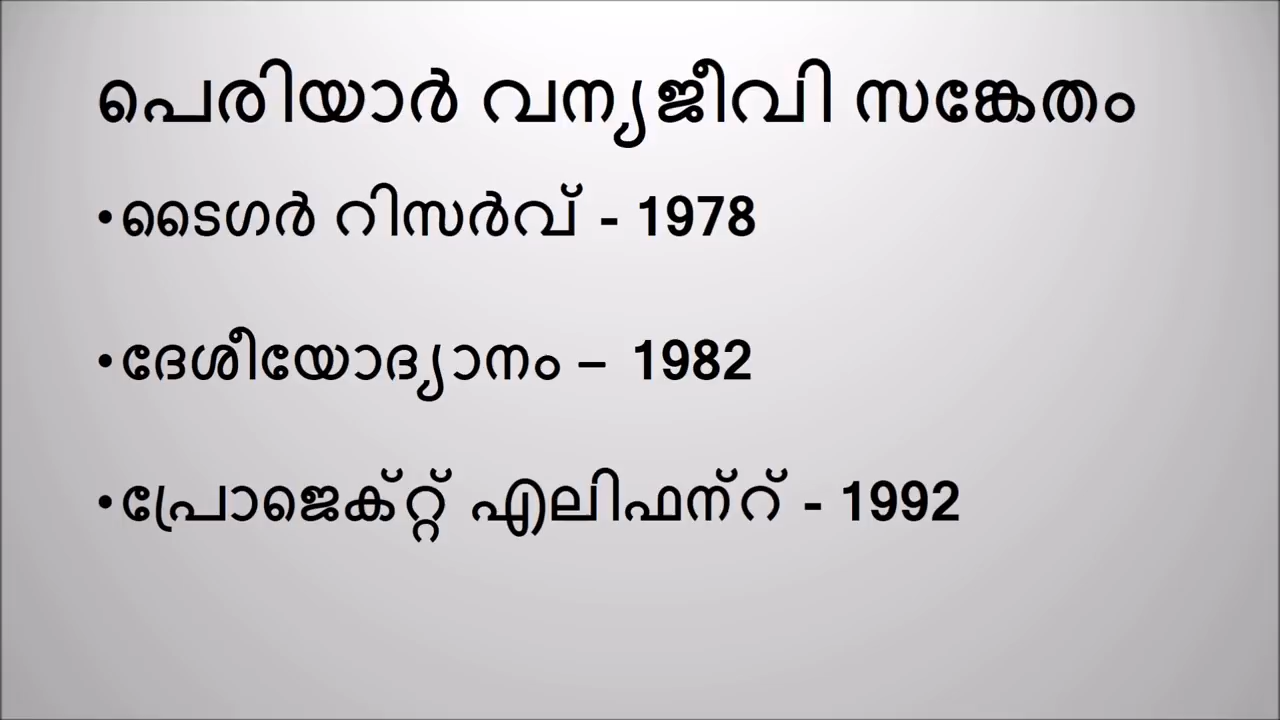 പെരിയാർ വന്യജീവി സങ്കേതം
•ടൈഗർ റിസർവ് - 1978
•ദേശീയോദ്യാനം – 1982
•പ്രോജെക്റ്റ് എലിഫന്റ് - 1992